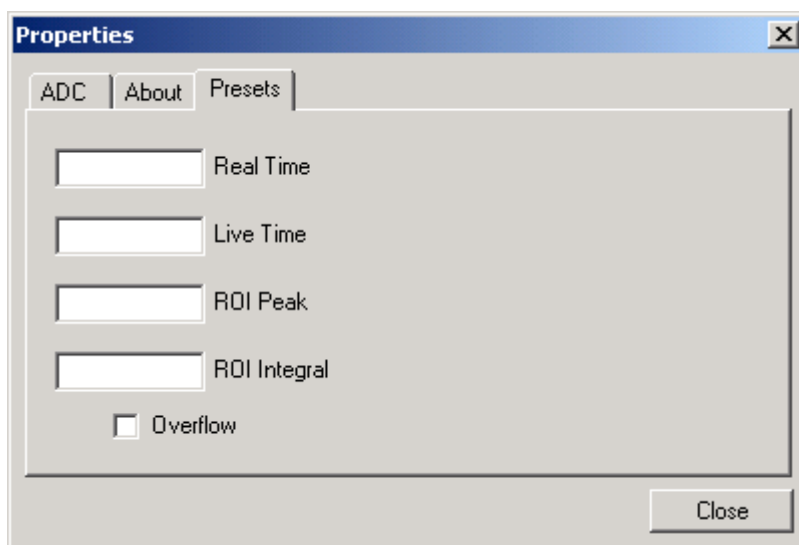 Properties
ADC About Presets
Real Time
Live Time
ROI Peak
ROI Integral
Overflow
Close